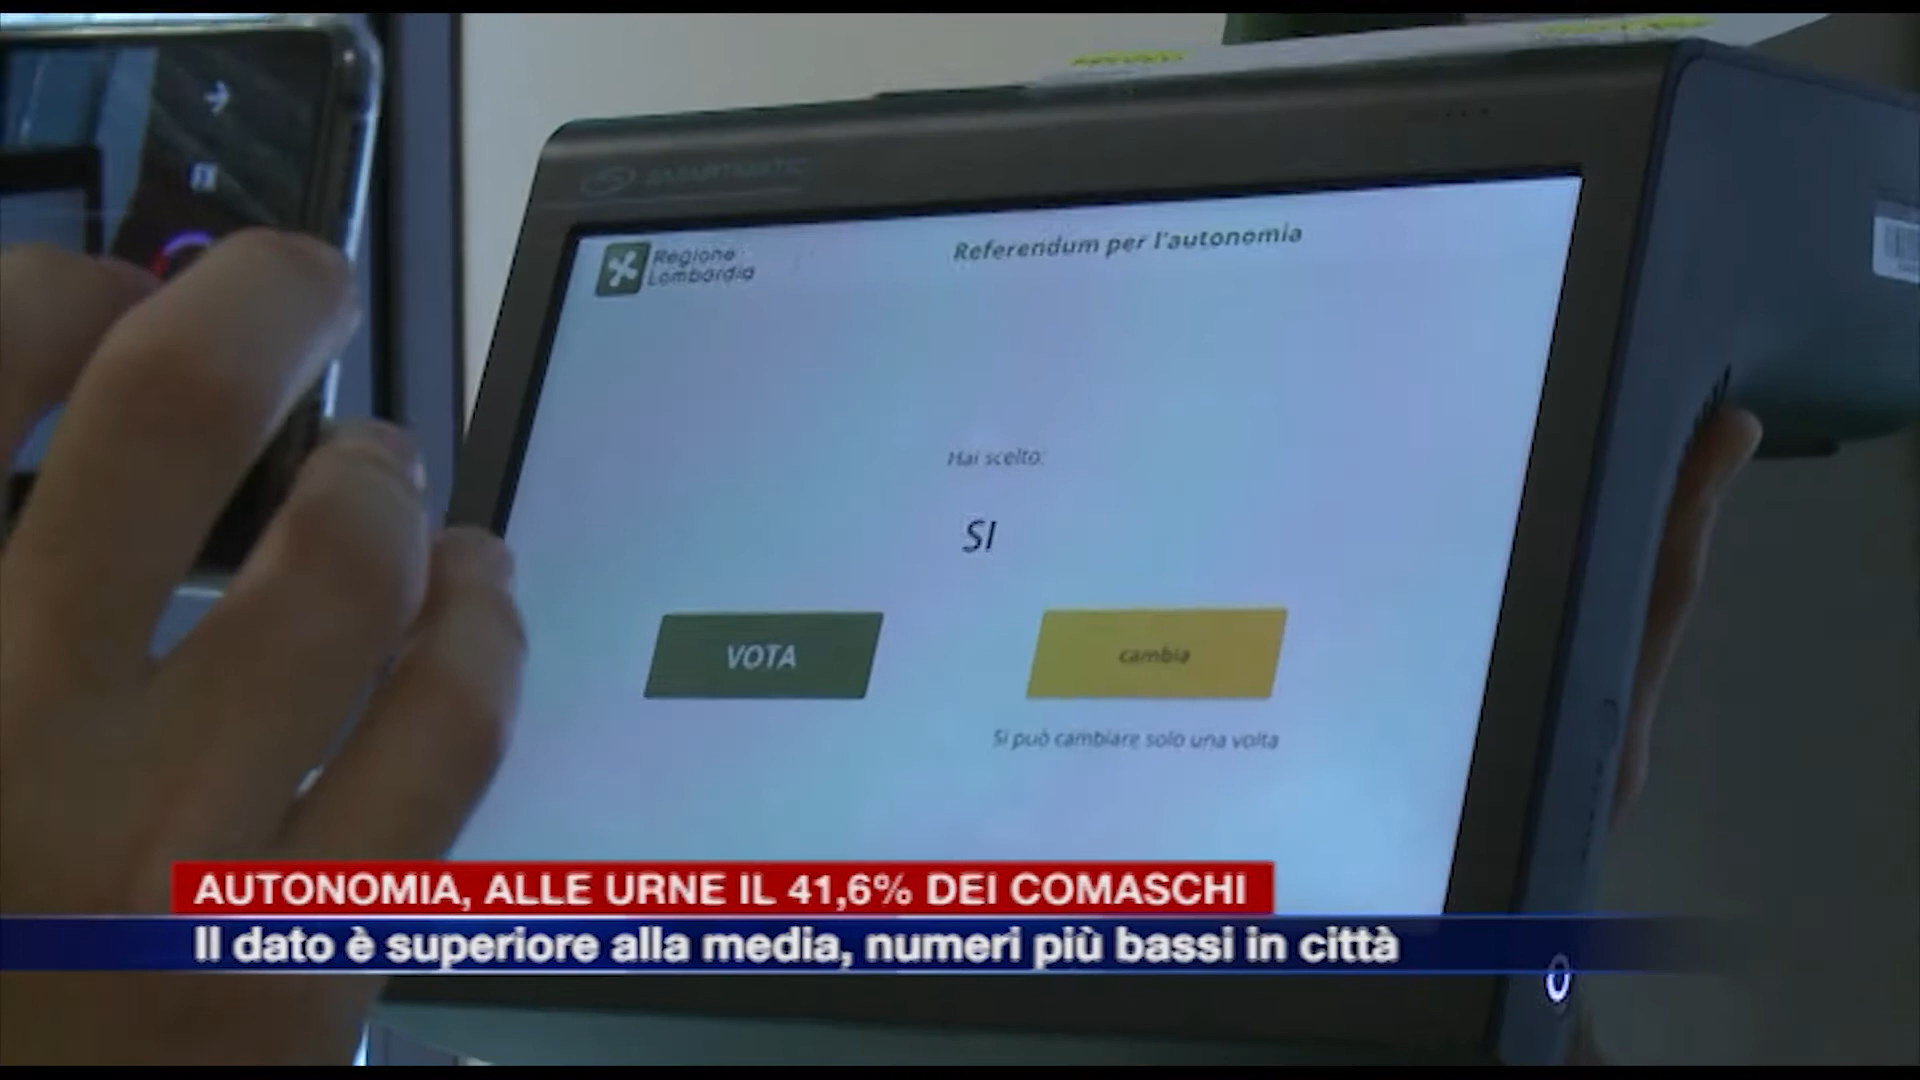 SMARTMATIC
Regione
Lombardia
Referendum per l'autonomia
Hai scelto:
SI
VOTA
cambia
Si può cambiare solo una volta
AUTONOMIA, ALLE URNE IL 41,6% DEI COMASCHI
Il dato è superiore alla media, numeri più bassi in città